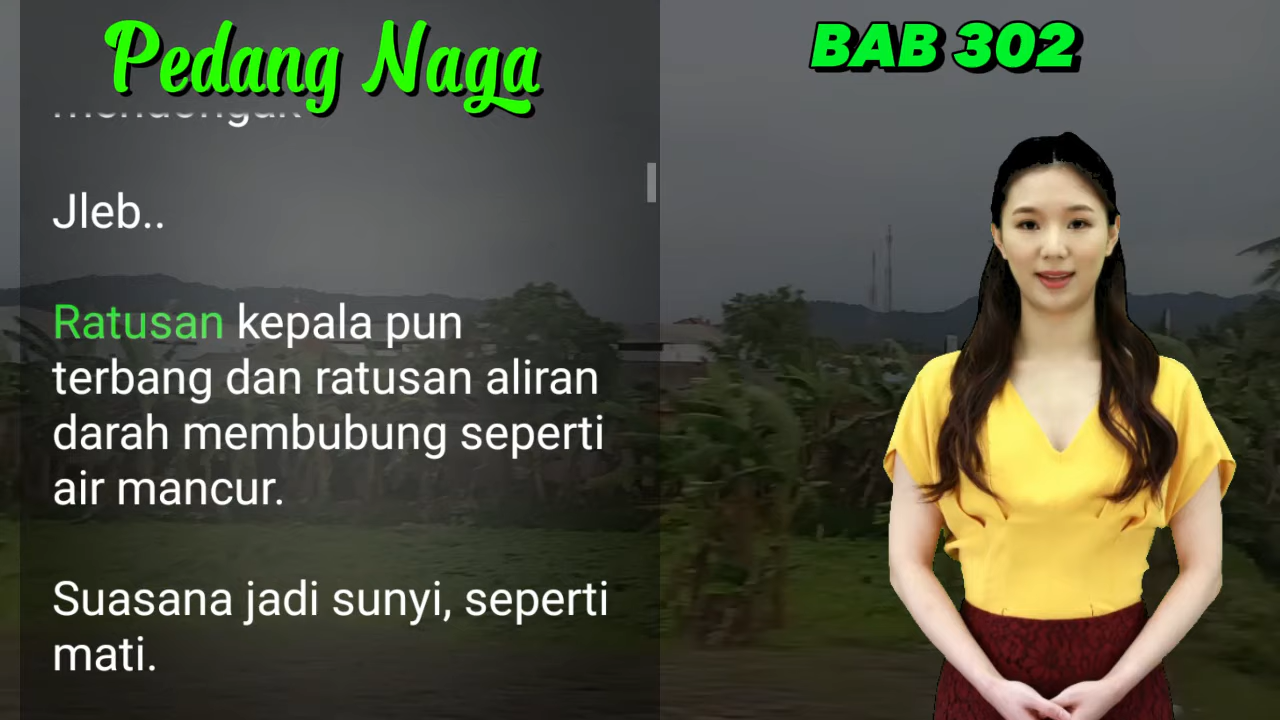 Pedang Naga
BAB 302
Jleb..
Ratusan kepala pun
terbang dan ratusan aliran
darah membubung seperti
air mancur.
Suasana jadi sunyi, seperti
mati.